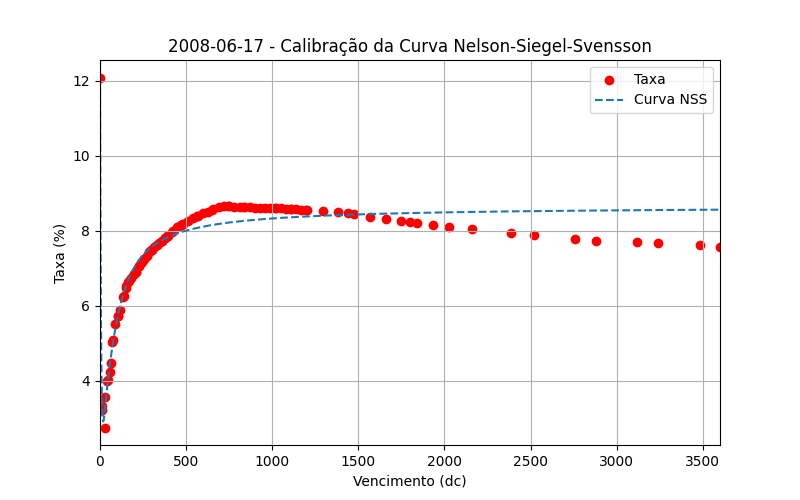 2008-06-17 - Calibração da Curva Nelson-Siegel-Svensson
Taxa
Curva NSS
Taxa (%)
12
10
8
6
4
0 500 1000 1500 2000 2500 3000 3500
Vencimento (dc)